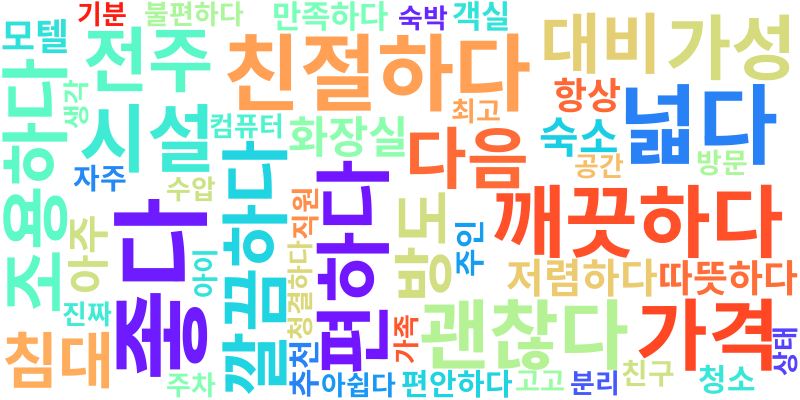 기분
불편하다
만족하다
숙박
객실
모텔
전주
친절하다
대비
가성
조용하다
생각
시설
컴퓨터
화장실
최고
항상
넓다
숙소
다음
공간
방문
자주
수압
좋다
깔끔하다
직원
편하다
방도
주인
깨끗하다
아주
아이
청결하다
저렴하다
따뜻하다
진짜
침대
가족
괜찮다
가격
상태
주차
추천
아쉽다
편안하다
고고
분리
친구
청소